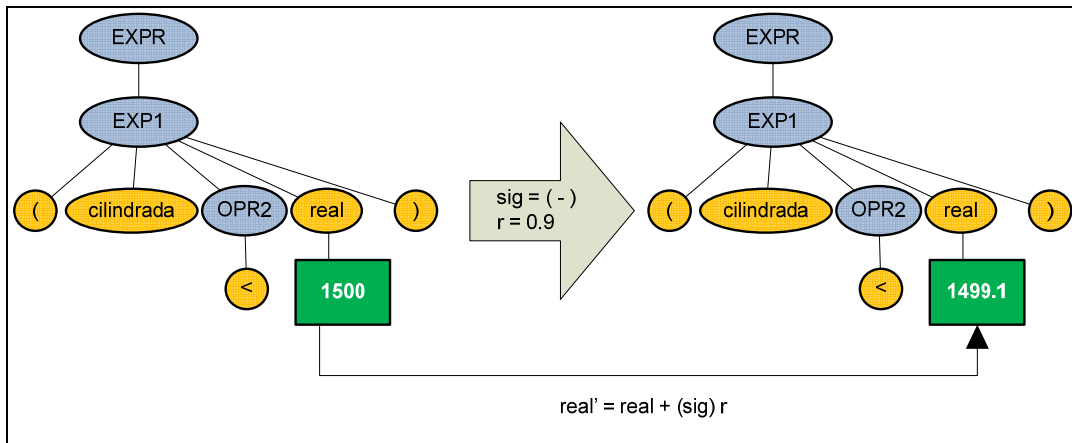 EXPR
EXP1
( cilindrada OPR2 real )
<
1500
sig = ( - )
r = 0.9
EXPR
EXP1
( cilindrada OPR2 real )
<
1499.1
real' = real + (sig) r